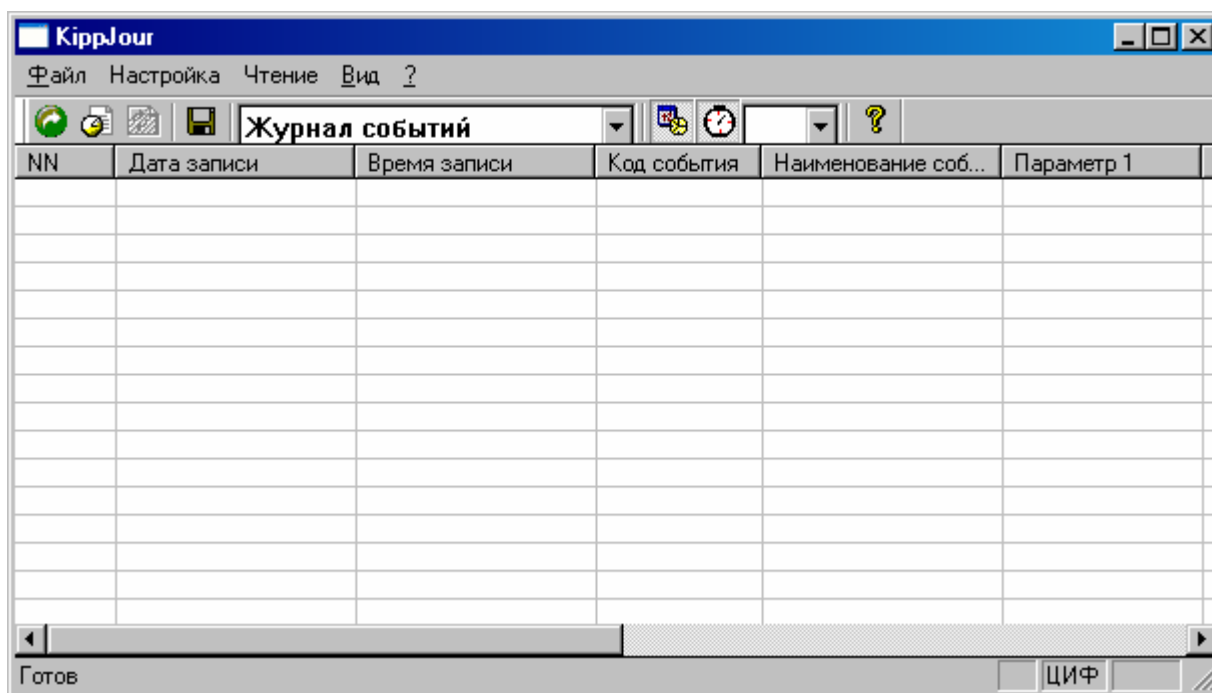 KippJour
Файл Настройка Чтение Вид ?
Журнал событий
NN Дата записи Время записи Код события Наименование соб... Параметр 1
Готов ЦИФ